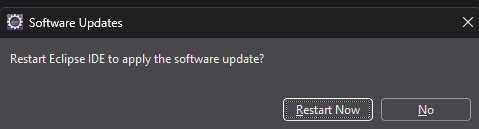 Software Updates
Restart Eclipse IDE to apply the software update?
Restart Now
No